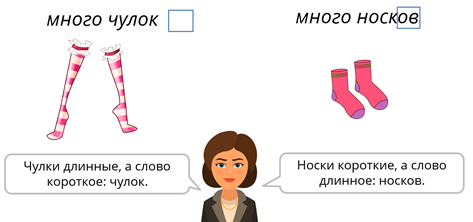 много чулок
много носков
Чулки длинные, а слово
короткое: чулок.
Носки короткие, а слово
длинное: носков.